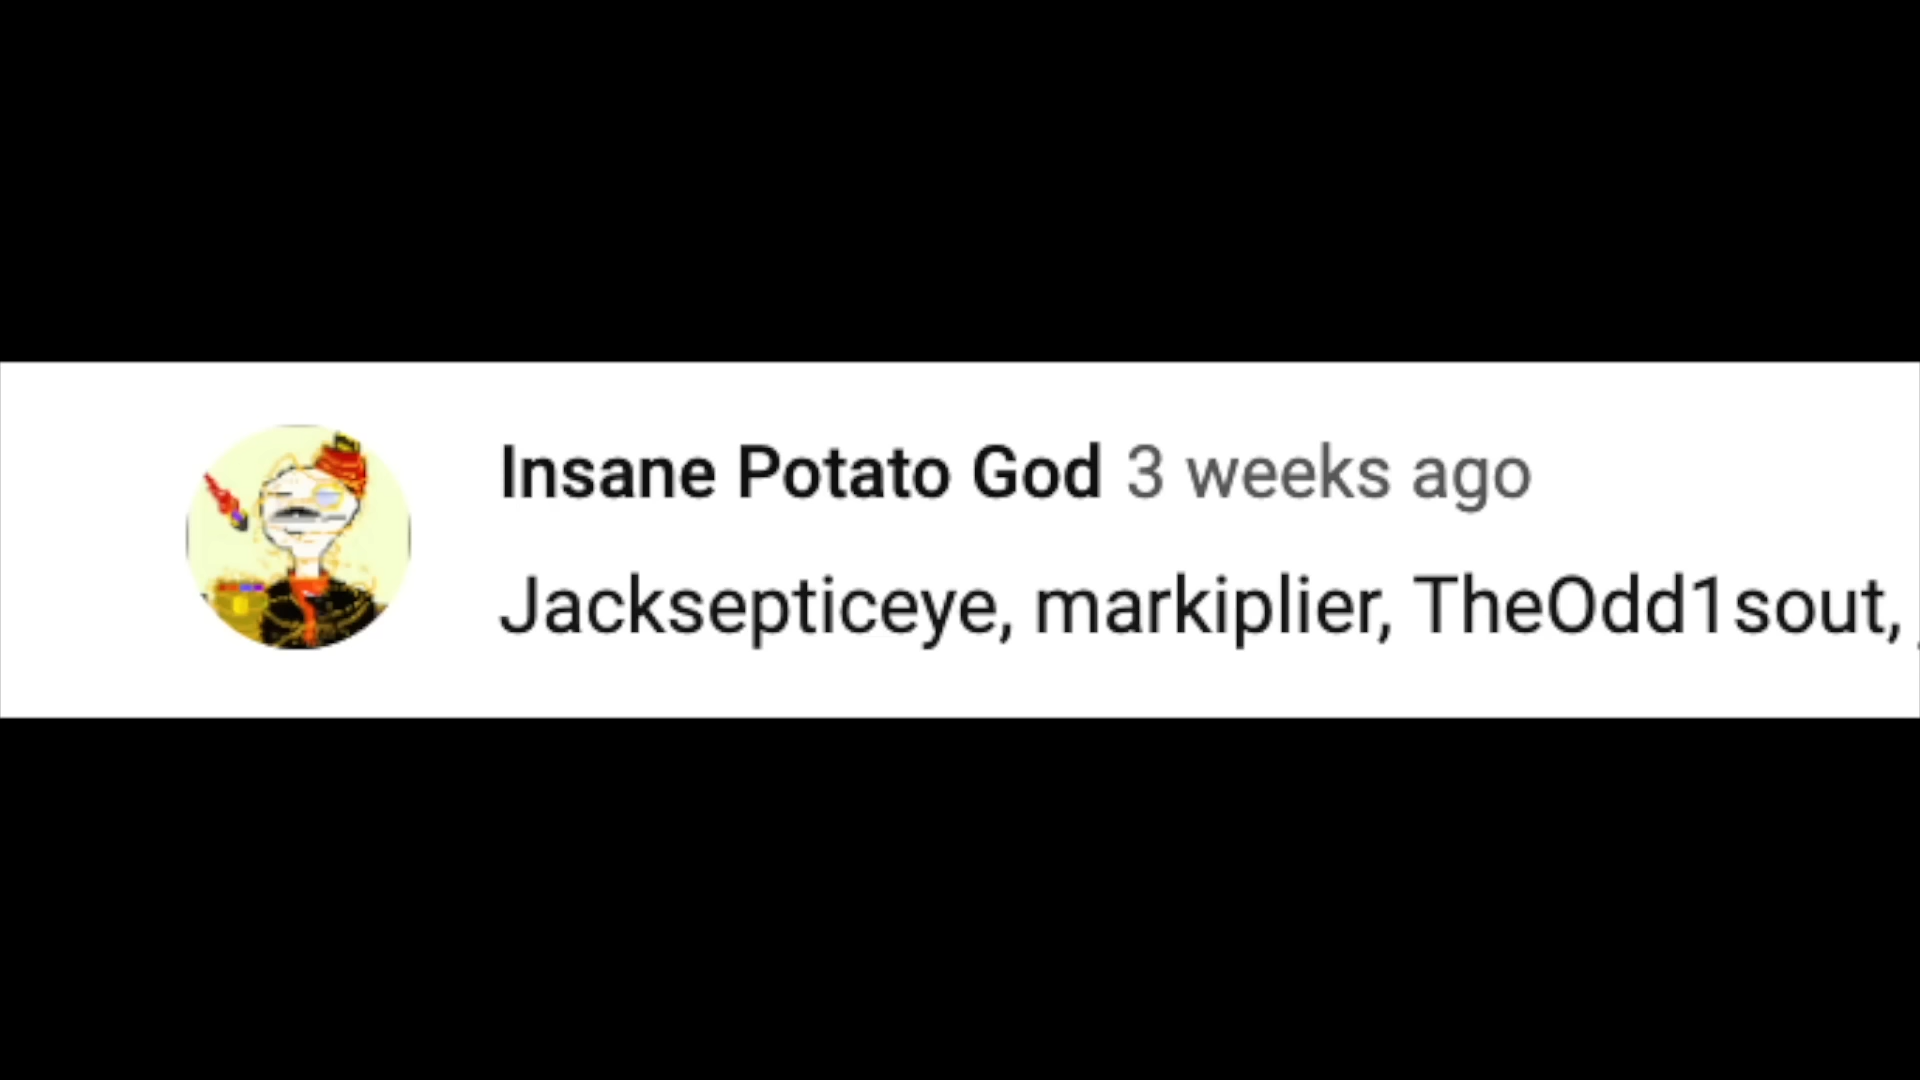 Insane Potato God 3 weeks ago
Jacksepticeye, markiplier, TheOdd1sout,